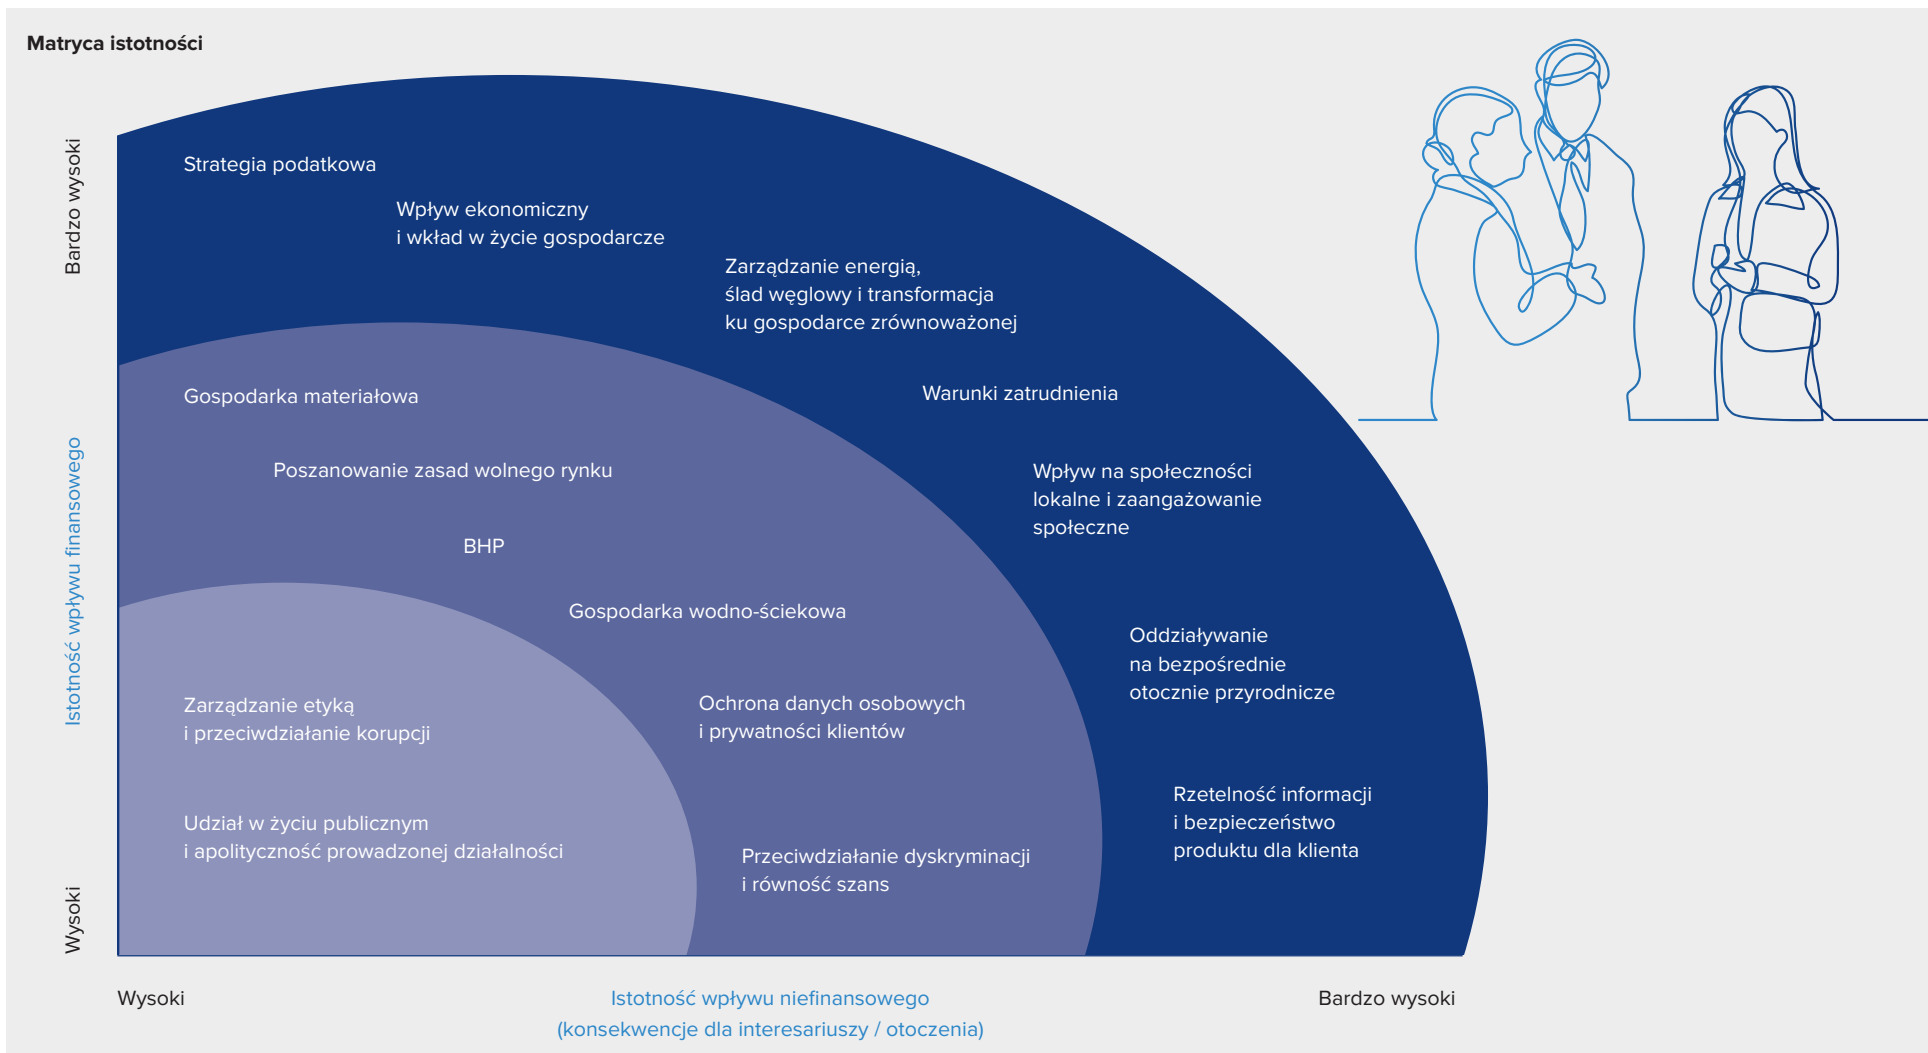 Matryca istotności
Bardzo wysoki
Istotność wpływu finansowego
Wysoki
Strategia podatkowa
Wpływ ekonomiczny
i wkład w życie gospodarcze
Zarządzanie energią,
ślad węglowy i transformacja
ku gospodarce zrównoważonej
Warunki zatrudnienia
Wpływ na społeczności
lokalne i zaangażowanie
społeczne
Oddziaływanie
na bezpośrednie
otocznie przyrodnicze
Rzetelność informacji
i bezpieczeństwo
produktu dla klienta
Gospodarka materiałowa
Poszanowanie zasad wolnego rynku
BHP
Gospodarka wodno-ściekowa
Ochrona danych osobowych
i prywatności klientów
Przeciwdziałanie dyskryminacji
i równość szans
Zarządzanie etyką
i przeciwdziałanie korupcji
Udział w życiu publicznym
i apolityczność prowadzonej działalności
Wysoki
Istotność wpływu niefinansowego
(konsekwencje dla interesariuszy / otoczenia)
Bardzo wysoki